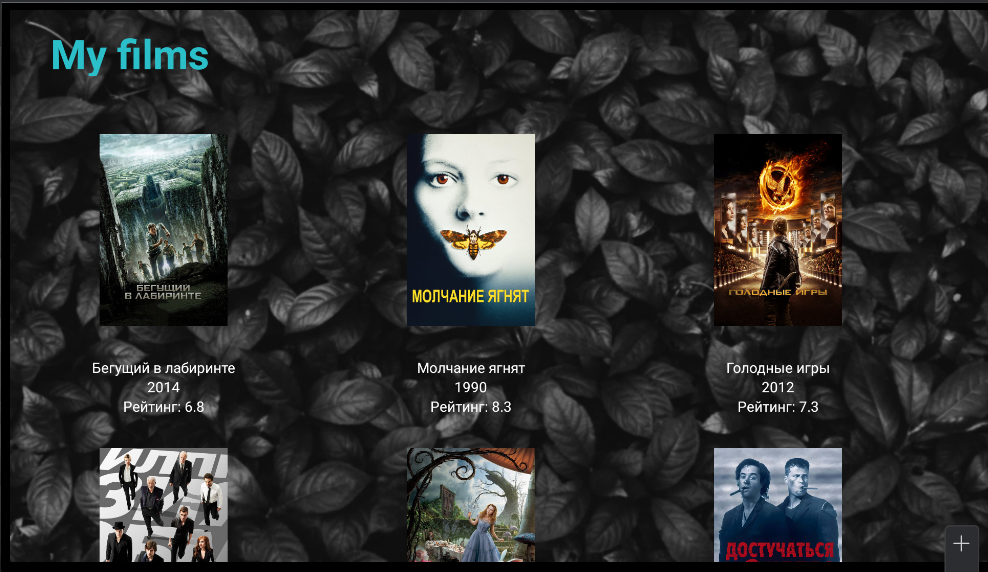 My films
БЕГУЩИЙ
В ЛАБИРИНТЕ
МОЛЧАНИЕ ЯГНЯТ
ГОЛОДНЫЕ ИГРЫ
Бегущий в лабиринте
2014
Рейтинг: 6.8
Молчание ягнят
1990
Рейтинг: 8.3
Голодные игры
2012
Рейтинг: 7.3
ДОСТУЧАТЬСЯ
+